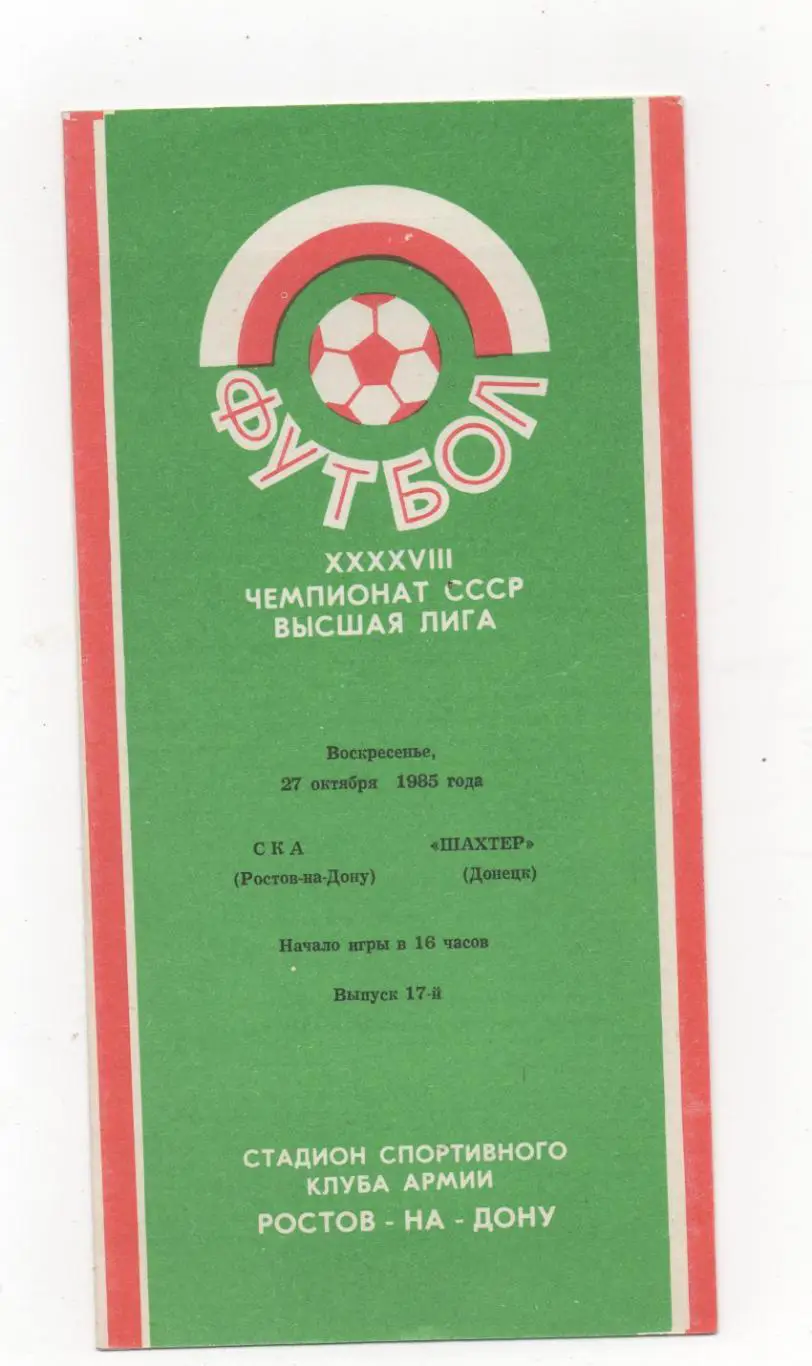 ФУТБОЛ
XXXXVIII
ЧЕМПИОНАТ СССР
ВЫСШАЯ ЛИГА
Воскресенье,
27 октября 1985 года
СКА «ШАХТЕР»
(Ростов-на-Дону) (Донецк)
Начало игры в 16 часов
Выпуск 17-й
СТАДИОН СПОРТИВНОГО
КЛУБА АРМИИ
РОСТОВ - НА - ДОНУ